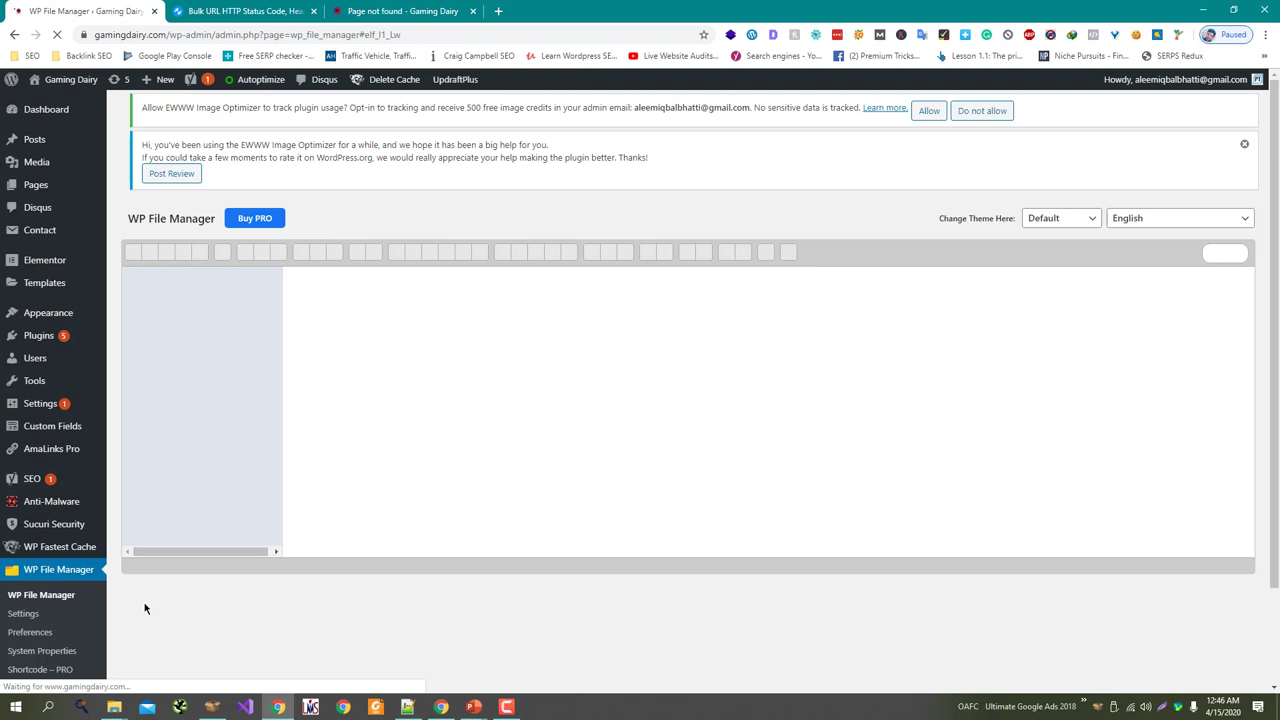 WP File Manager ‹ Gaming Dairy
Bulk URL HTTP Status Code, Hea
Page not found - Gaming Dairy
gamingdairy.com/wp-admin/admin.php?page=wp_file_manager#elf_l1_Lw
Paused
SEO
Backlink SEO
Google Play Console
Free SERP checker -...
Traffic Vehicle, Traffi...
Craig Campbell SEO
Learn Wordpress SE...
Live Website Audits...
Search engines - Yo...
(2) Premium Tricks...
Lesson 1.1: The pri...
Niche Pursuits - Fin...
SERPS Redux
Gaming Dairy
5
New
1
Autoptimize
Disqus
Delete Cache
UpdraftPlus
Howdy, aleemiqbalbhatti@gmail.com
Dashboard
Posts
Media
Pages
Disqus
Contact
Elementor
Templates
Appearance
Plugins 5
Users
Tools
Settings 1
Custom Fields
AmaLinks Pro
SEO 1
Anti-Malware
Sucuri Security
WP Fastest Cache
WP File Manager
WP File Manager
Settings
Preferences
System Properties
Shortcode – PRO
Allow EWWW Image Optimizer to track plugin usage? Opt-in to tracking and receive 500 free image credits in your admin email: aleemiqbalbhatti@gmail.com. No sensitive data is tracked. Learn more. Allow Do not allow
Hi, you've been using the EWWW Image Optimizer for a while, and we hope it has been a big help for you.
If you could take a few moments to rate it on WordPress.org, we would really appreciate your help making the plugin better. Thanks!
Post Review
WP File Manager
Buy PRO
Change Theme Here:
Default
English
Waiting for www.gamingdairy.com...
OAFC
Ultimate Google Ads 2018
12:46 AM
4/15/2020